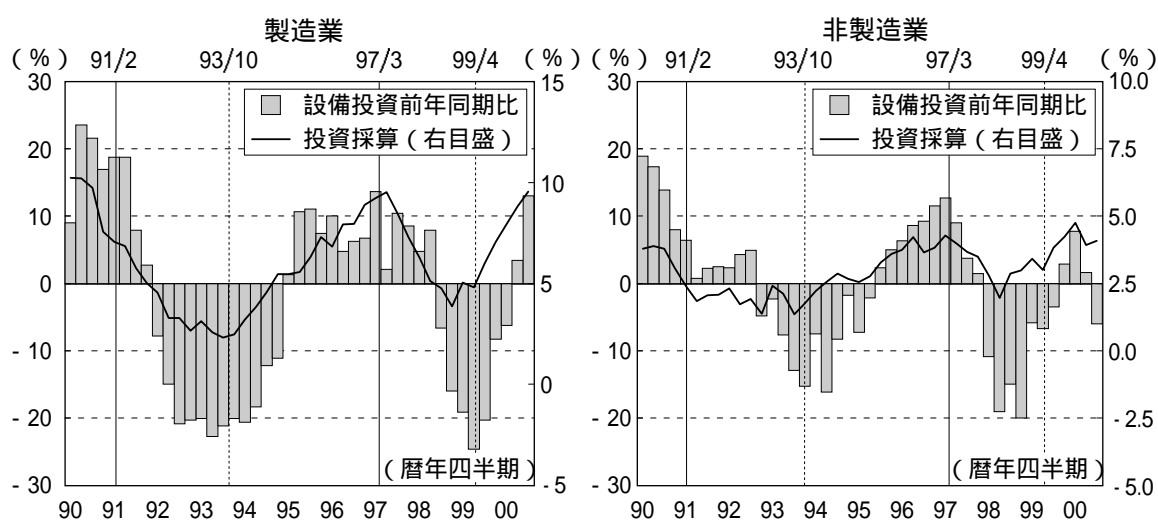 製造業
(%) 91/2 93/10 97/3 99/4 (%)
30 15
設備投資前年同期比
投資採算(右目盛)
20
10%
10
0 5%
- 10
0
- 20
(暦年四半期)
- 30 - 5
90 91 92 93 94 95 96 97 98 99 00
非製造業
(%) 91/2 93/10 97/3 99/4 (%)
30 10.0
設備投資前年同期比
投資採算(右目盛)
20 7.5
10 5.0
0 2.5
- 10 0.0
- 20 - 2.5
(暦年四半期)
- 30 - 5.0
90 91 92 93 94 95 96 97 98 99 00